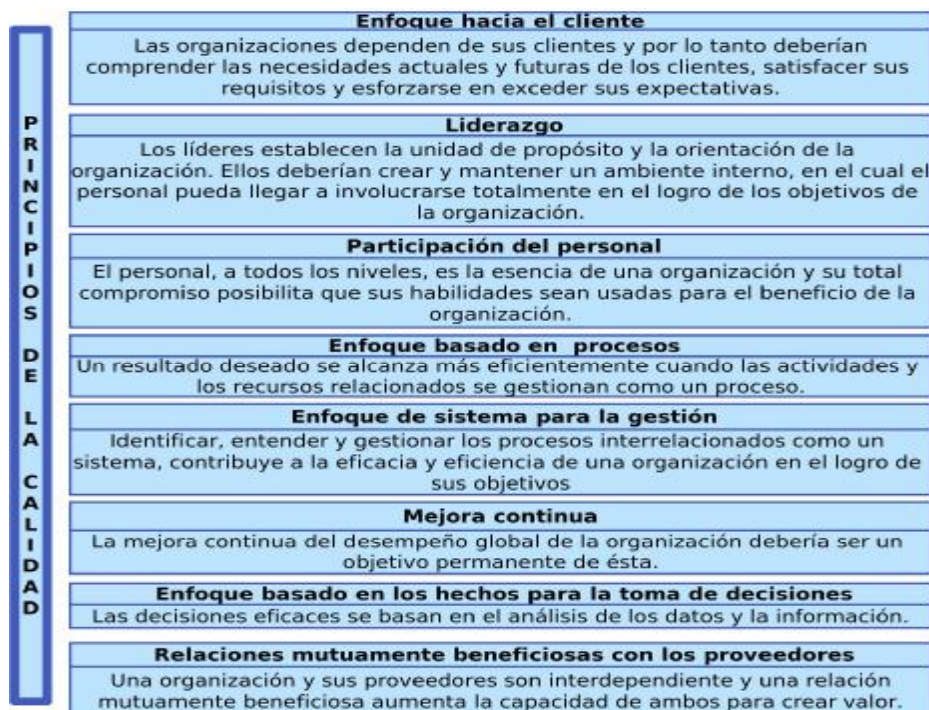 PRINCIPIOS DE LA CALIDAD
Enfoque hacia el cliente
Las organizaciones dependen de sus clientes y por lo tanto deberían
comprender las necesidades actuales y futuras de los clientes, satisfacer sus
requisitos y esforzarse en exceder sus expectativas.
Liderazgo
Los líderes establecen la unidad de propósito y la orientación de la
organización. Ellos deberían crear y mantener un ambiente interno, en el cual el
personal pueda llegar a involucrarse totalmente en el logro de los objetivos de
la organización.
Participación del personal
El personal, a todos los niveles, es la esencia de una organización y su total
compromiso posibilita que sus habilidades sean usadas para el beneficio de la
organización.
Enfoque basado en procesos
Un resultado deseado se alcanza más eficientemente cuando las actividades y
los recursos relacionados se gestionan como un proceso.
Enfoque de sistema para la gestión
Identificar, entender y gestionar los procesos interrelacionados como un
sistema, contribuye a la eficacia y eficiencia de una organización en el logro de
sus objetivos
Mejora continua
La mejora continua del desempeño global de la organización debería ser un
objetivo permanente de ésta.
Enfoque basado en los hechos para la toma de decisiones
Las decisiones eficaces se basan en el análisis de los datos y la información.
Relaciones mutuamente beneficiosas con los proveedores
Una organización y sus proveedores son interdependiente y una relación
mutuamente beneficiosa aumenta la capacidad de ambos para crear valor.